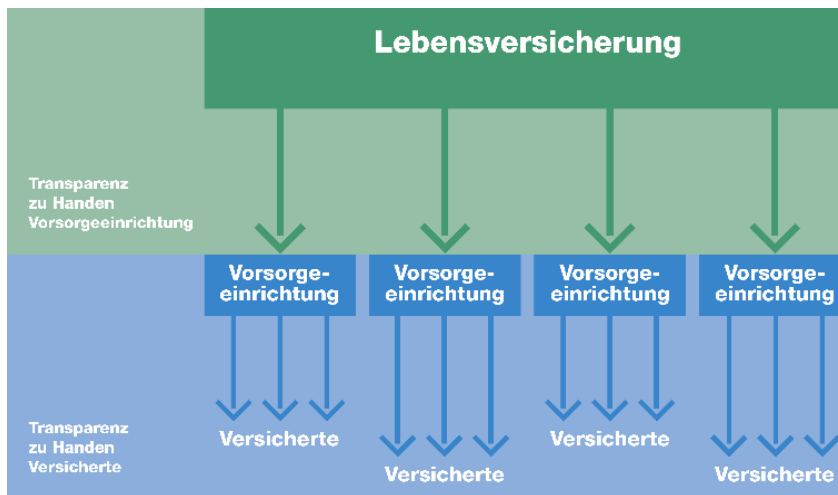 Lebensversicherung
Transparenz
zu Handen
Vorsorgeeinrichtung
Vorsorge-
einrichtung
Vorsorge-
einrichtung
Vorsorge-
einrichtung
Vorsorge-
einrichtung
Transparenz
zu Handen
Versicherte
Versicherte
Versicherte
Versicherte
Versicherte